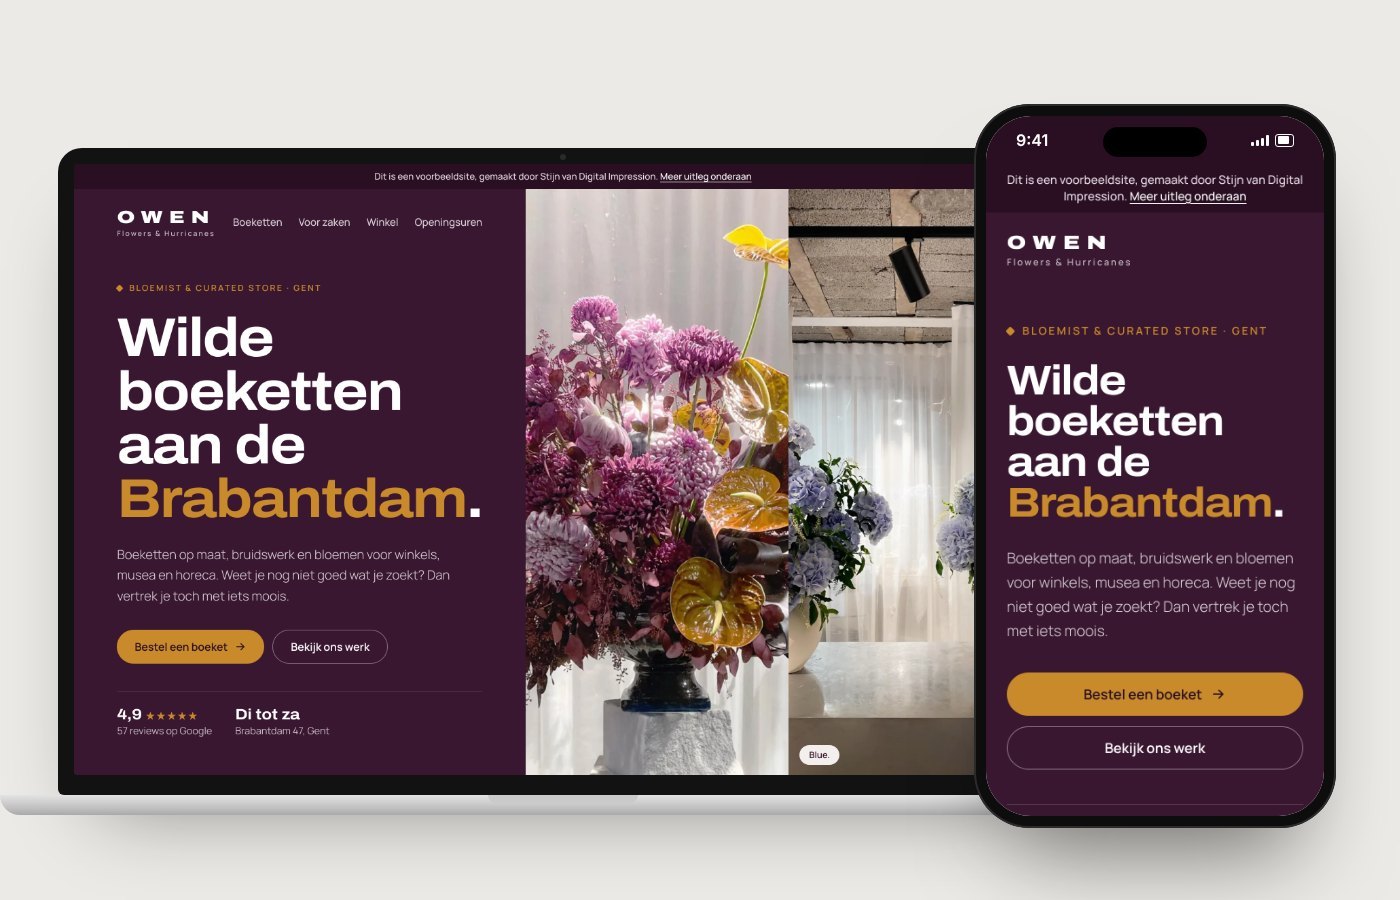 Dit is een voorbeeldsite, gemaakt door Stijn van Digital Impression. Meer uitleg onderaan
OWEN
Flowers & Hurricanes
Boeketten Voor zaken Winkel Openingsuren
BLOEMIST & CURATED STORE · GENT
Wilde
boeketten
aan de
Brabantdam.
Boeketten op maat, bruidswerk en bloemen voor winkels,
musea en horeca. Weet je nog niet goed wat je zoekt? Dan
vertrek je toch met iets moois.
Bestel een boeket →
Bekijk ons werk
4,9 ★★★★★
57 reviews op Google
Di tot za
Brabantdam 47, Gent
Blue.
9:41
Dit is een voorbeeldsite, gemaakt door Stijn van Digital
Impression. Meer uitleg onderaan
OWEN
Flowers & Hurricanes
BLOEMIST & CURATED STORE · GENT
Wilde
boeketten
aan de
Brabantdam.
Boeketten op maat, bruidswerk en bloemen
voor winkels, musea en horeca. Weet je nog
niet goed wat je zoekt? Dan vertrek je toch
met iets moois.
Bestel een boeket →
Bekijk ons werk